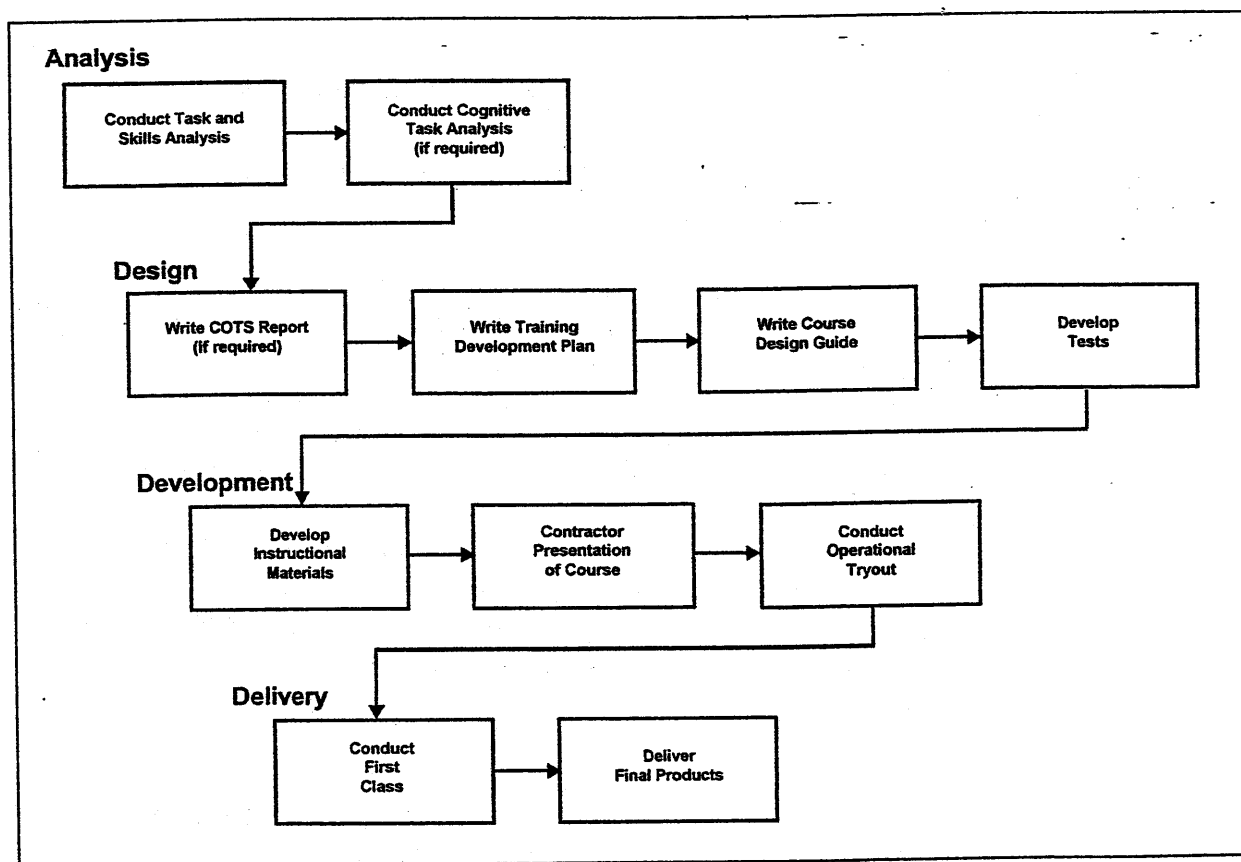 Analysis
Conduct Task and
Skills Analysis
Conduct Cognitive
Task Analysis
(if required)
Design
Write COTS Report
(if required)
Write Training
Development Plan
Write Course
Design Guide
Develop
Tests
Development
Develop
Instructional
Materials
Contractor
Presentation
of Course
Conduct
Operational
Tryout
Delivery
Conduct
First
Class
Deliver
Final Products